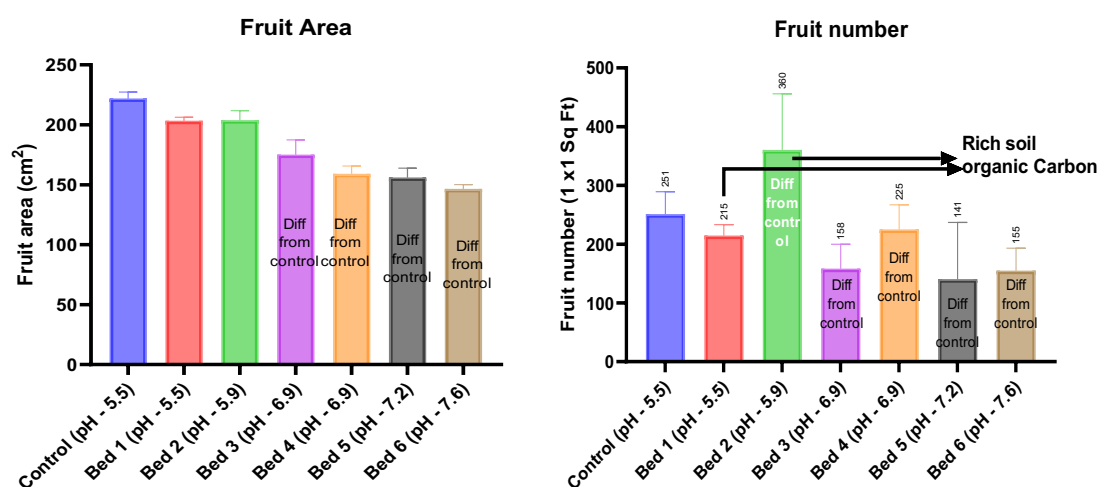 Fruit Area
Fruit area (cm²)
250
200
150
100
50
0
Diff
from
control
Diff
from
control
Diff
from
control
Diff
from
control
Control (pH - 5.5)
Bed 1 (pH - 5.5)
Bed 2 (pH - 5.9)
Bed 3 (pH - 6.9)
Bed 4 (pH - 6.9)
Bed 5 (pH - 7.2)
Bed 6 (pH - 7.6)
Fruit number
Fruit number (1 x1 Sq Ft)
500
400
300
200
100
0
251
215
360
158
225
141
155
Diff
from
contr
ol
Diff
from
control
Diff
from
control
Diff
from
control
Diff
from
control
Rich soil
organic Carbon
Control (pH - 5.5)
Bed 1 (pH - 5.5)
Bed 2 (pH - 5.9)
Bed 3 (pH - 6.9)
Bed 4 (pH - 6.9)
Bed 5 (pH - 7.2)
Bed 6 (pH - 7.6)